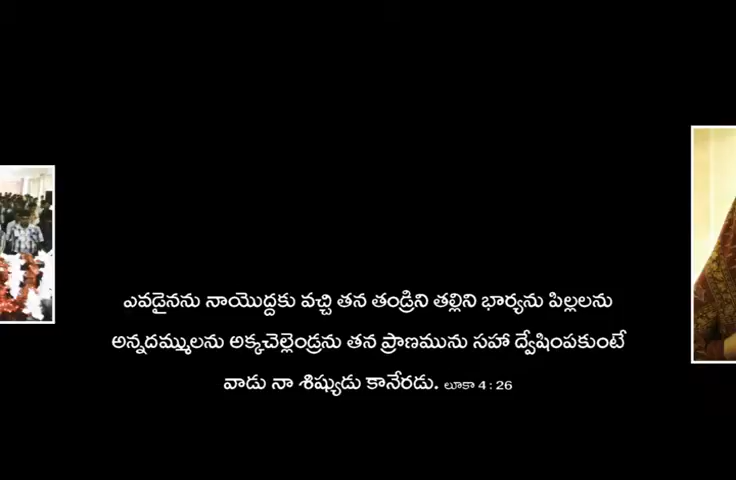 ఎవడైనను నాయొద్దకు వచ్చి తన తండ్రిని తల్లిని భార్యను పిల్లలను
అన్నదమ్ములను అక్కచెల్లెండ్రను తన ప్రాణమును సహా ద్వేషింపకుంటే
వాడు నా శిష్యుడు కానేరడు. లూకా 4 : 26